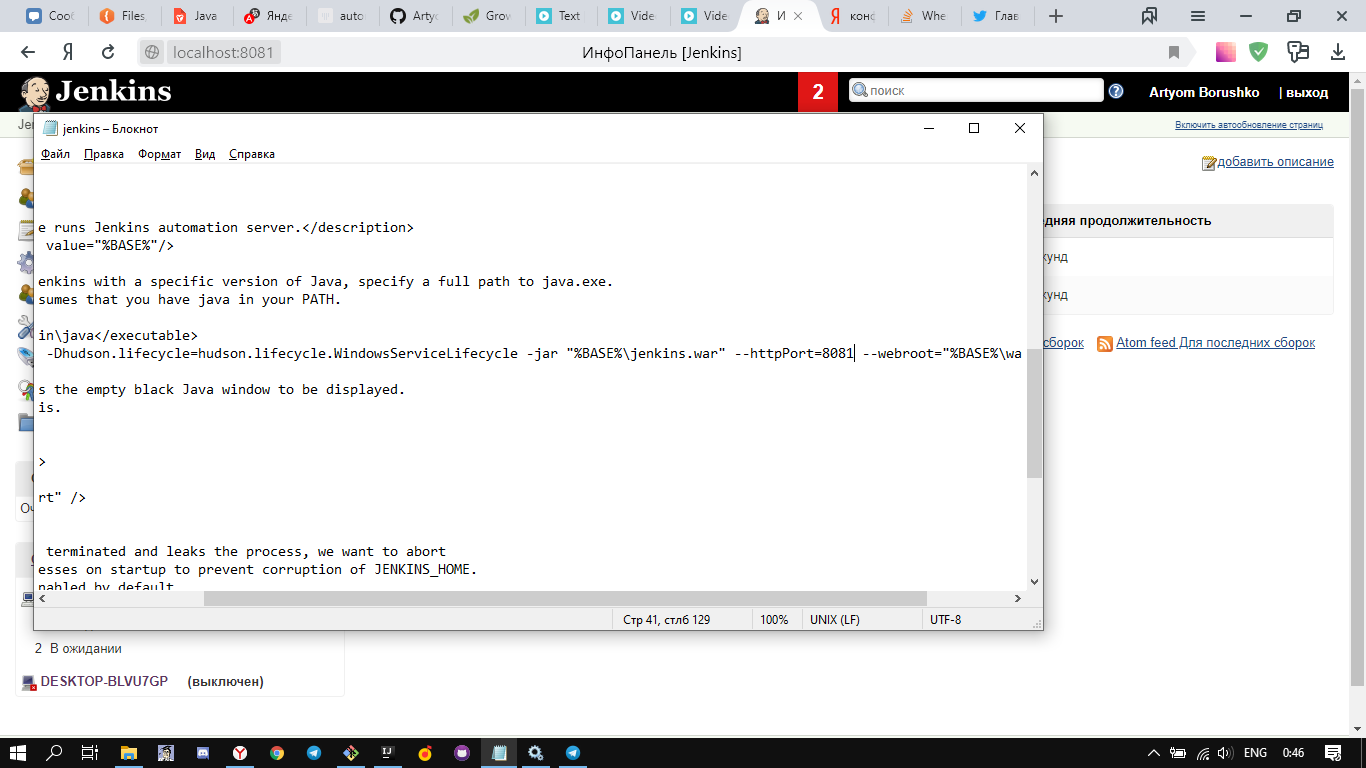 Сооб
Files,
Java
Янде
auto
Artyo
Grow
Text
Vide
Vide
И
конф
Whe
Глав
localhost:8081
ИнфоПанель [Jenkins]
Jenkins
2
поиск
Artyom Borushko
| выход
Jen
Включить автообновление страниц
jenkins – Блокнот
Файл Правка Формат Вид Справка
добавить описание
едняя продолжительность
кунд
кунд
сборок
Atom feed Для последних сборок
e runs Jenkins automation server.</description>
value="%BASE%"/>
enkins with a specific version of Java, specify a full path to java.exe.
sumes that you have java in your PATH.
in\java</executable>
-Dhudson.lifecycle=hudson.lifecycle.WindowsServiceLifecycle -jar "%BASE%\jenkins.war" --httpPort=8081 --webroot="%BASE%\wa
s the empty black Java window to be displayed.
is.
>
rt" />
terminated and leaks the process, we want to abort
esses on startup to prevent corruption of JENKINS_HOME.
nabled by default
Стр 41, стлб 129
100%
UNIX (LF)
UTF-8
Оч
2 В ожидании
DESKTOP-BLVU7GP (выключен)
ENG
0:46